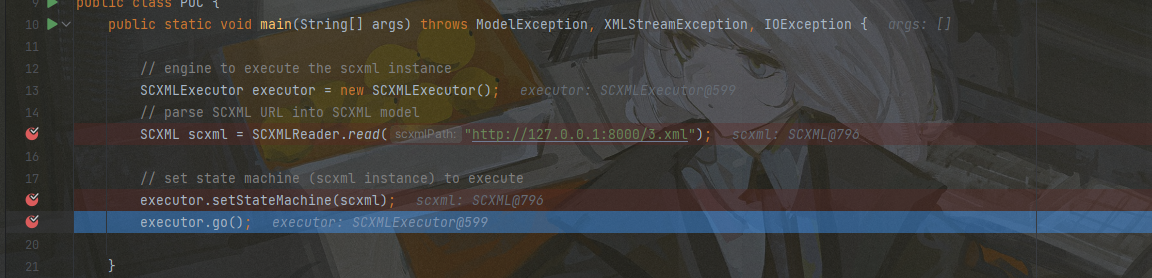 9 public class POC {
10 public static void main(String[] args) throws ModelException, XMLStreamException, IOException { args: []
11
12 // engine to execute the scxml instance
13 SCXMLExecutor executor = new SCXMLExecutor(); executor: SCXMLExecutor@599
14 // parse SCXML URL into SCXML model
SCXML scxml = SCXMLReader.read( scxmlPath: "http://127.0.0.1:8000/3.xml"); scxml: SCXML@796
16
17 // set state machine (scxml instance) to execute
executor.setStateMachine(scxml); scxml: SCXML@796
executor.go(); executor: SCXMLExecutor@599
20
21 }